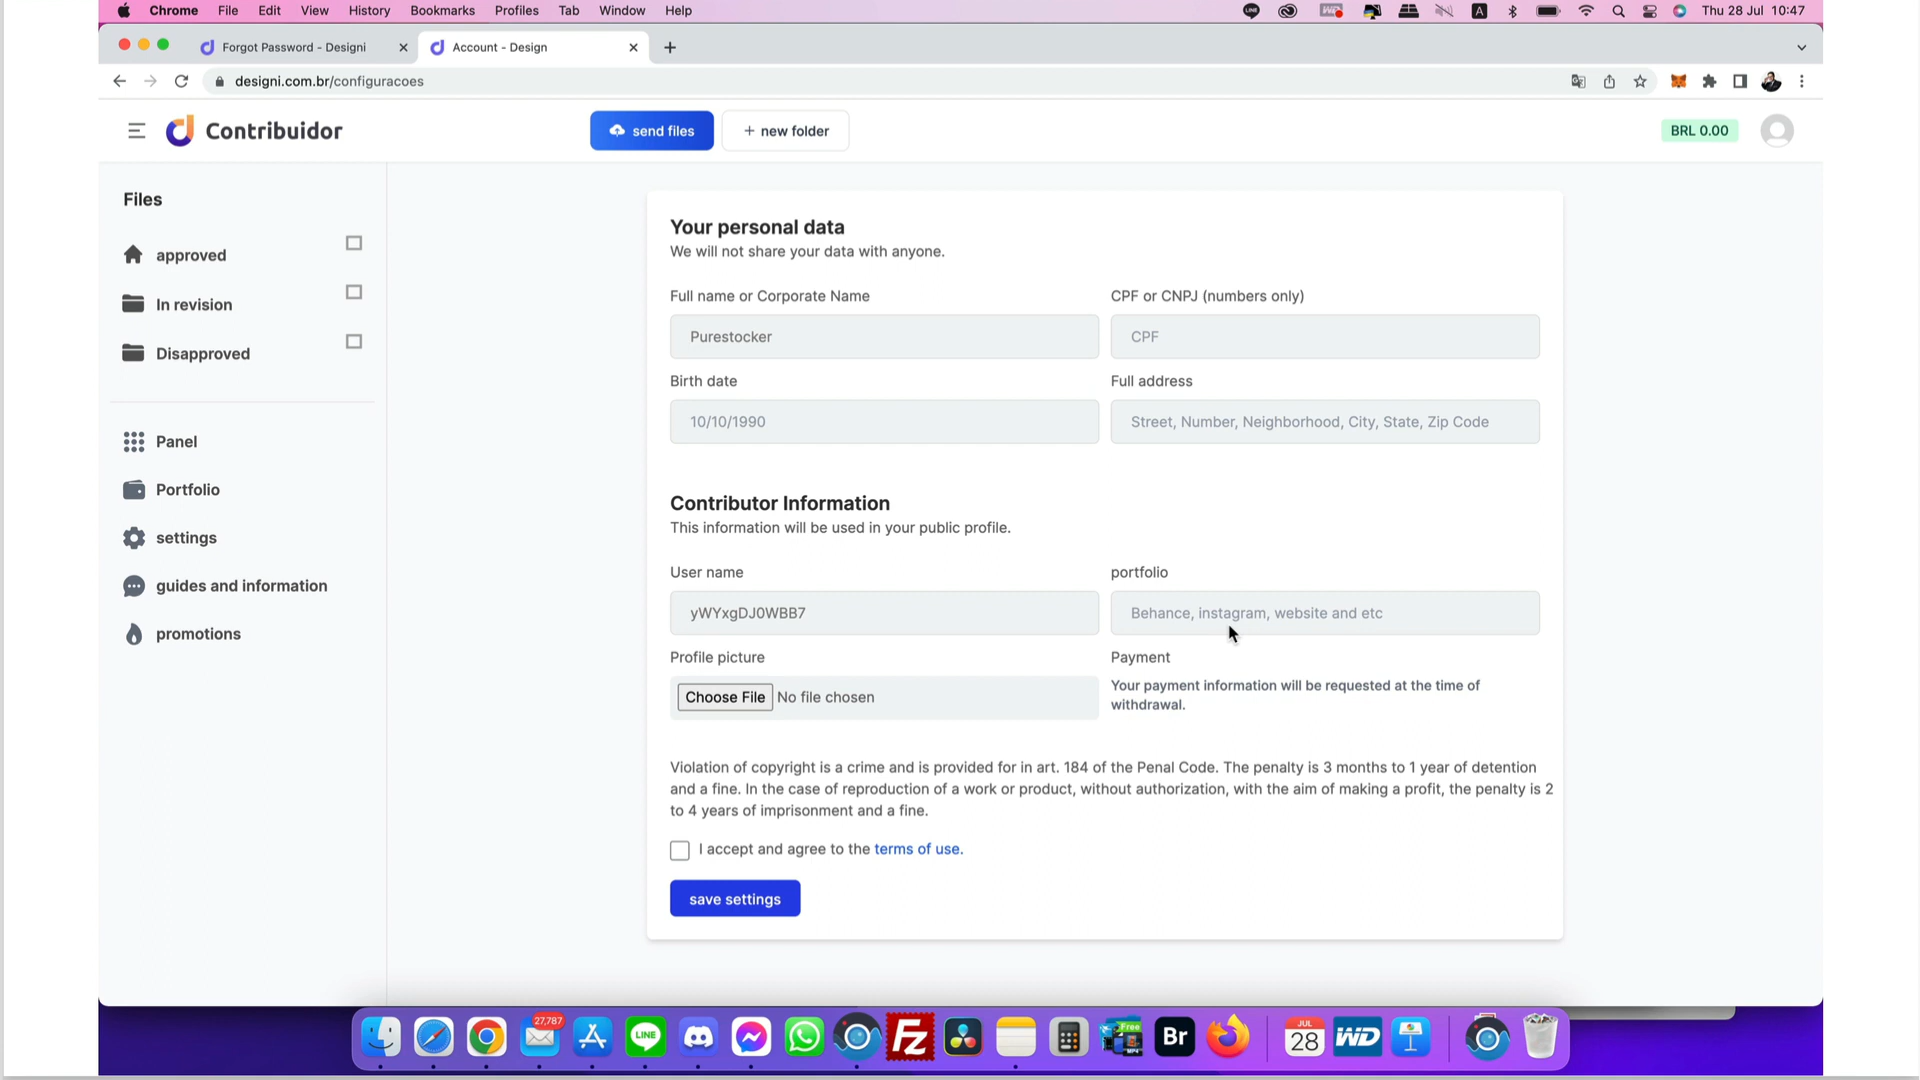 Chrome File Edit View History Bookmarks Profiles Tab Window Help
A
Thu 28 Jul 10:47
Forgot Password - Designi
Account - Design
designi.com.br/configuracoes
Contribuidor
send files
+ new folder
BRL 0.00
Files
approved
In revision
Disapproved
Panel
Portfolio
settings
guides and information
promotions
Your personal data
We will not share your data with anyone.
Full name or Corporate Name
CPF or CNPJ (numbers only)
Purestocker
CPF
Birth date
Full address
10/10/1990
Street, Number, Neighborhood, City, State, Zip Code
Contributor Information
This information will be used in your public profile.
User name
portfolio
yWYxgDJ0WBB7
Behance, instagram, website and etc
Profile picture
Payment
Choose File No file chosen
Your payment information will be requested at the time of
withdrawal.
Violation of copyright is a crime and is provided for in art. 184 of the Penal Code. The penalty is 3 months to 1 year of detention
and a fine. In the case of reproduction of a work or product, without authorization, with the aim of making a profit, the penalty is 2
to 4 years of imprisonment and a fine.
I accept and agree to the terms of use.
save settings
27,787
LINE
FZ
Free
MP4
Br
JUL
28
WD